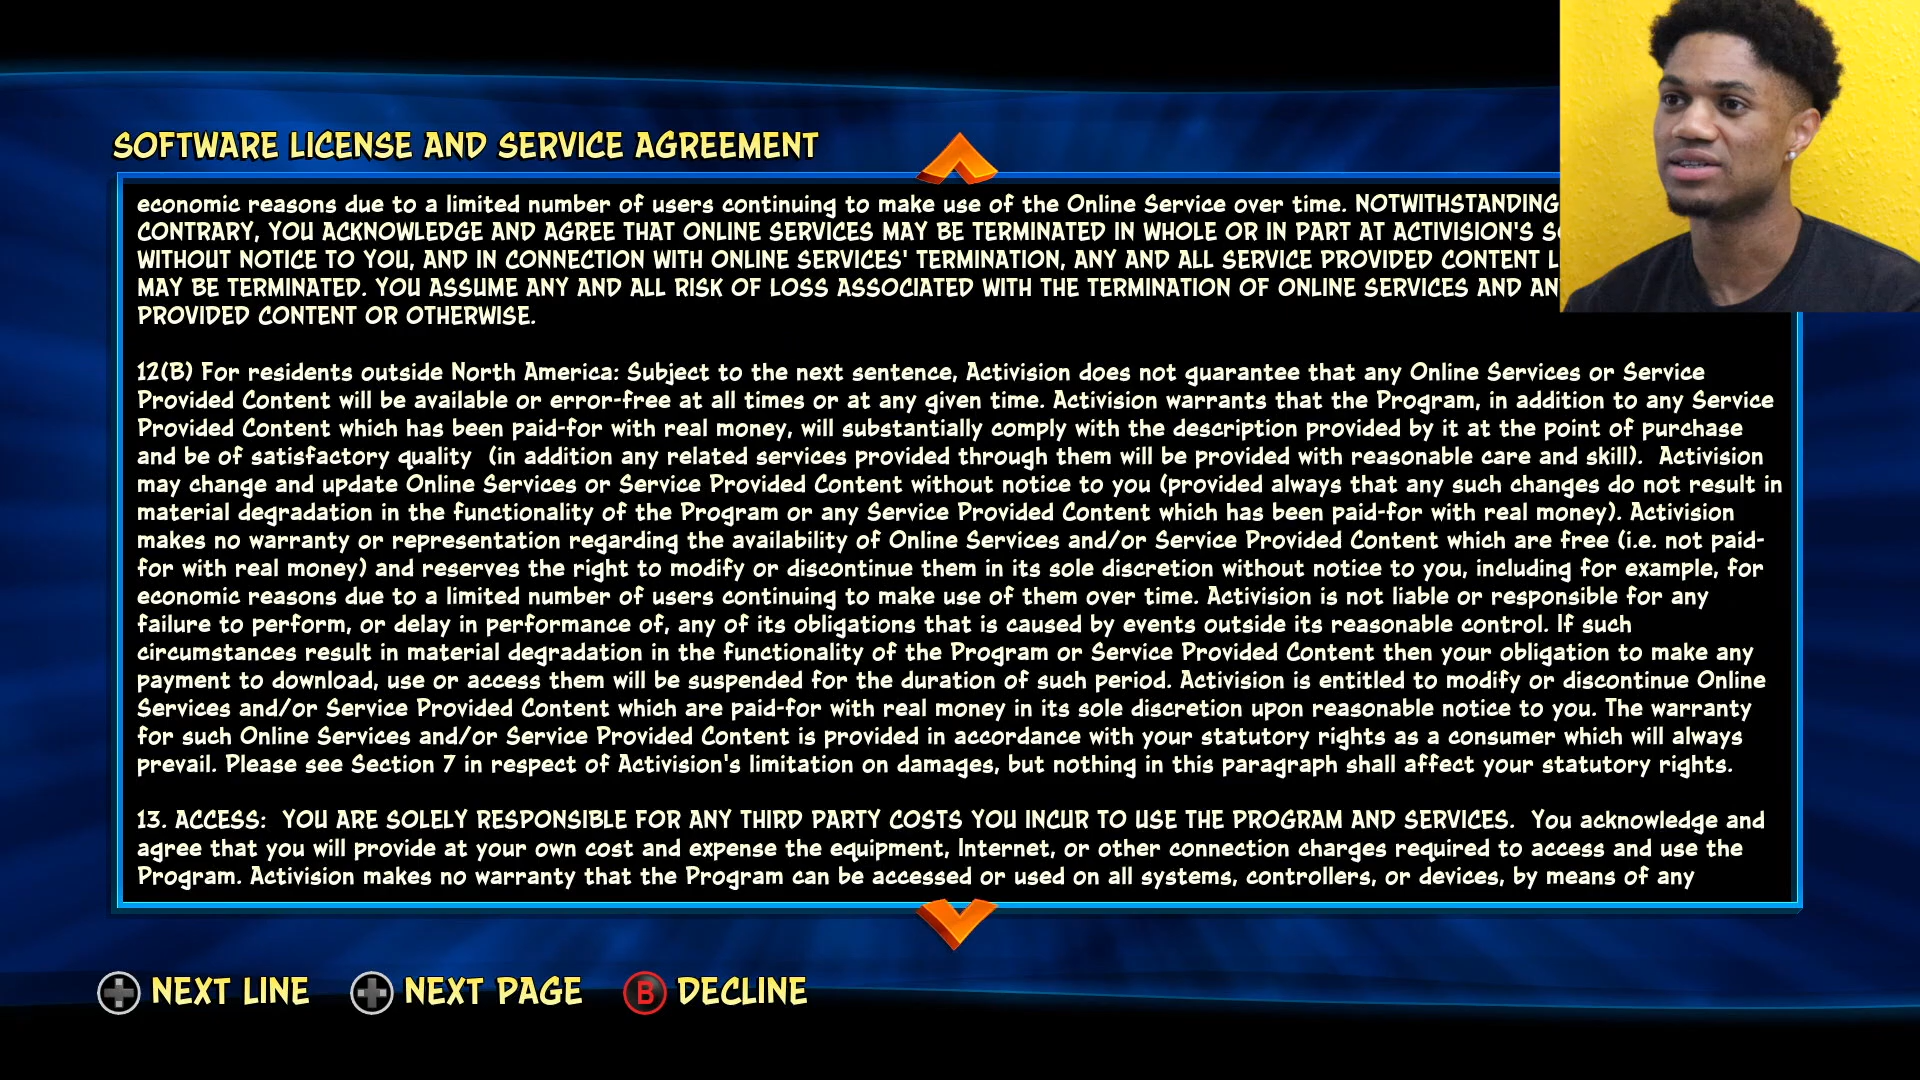 SOFTWARE LICENSE AND SERVICE AGREEMENT
economic reasons due to a limited number of users continuing to make use of the Online Service over time. NOTWITHSTANDING
CONTRARY, YOU ACKNOWLEDGE AND AGREE THAT ONLINE SERVICES MAY BE TERMINATED IN WHOLE OR IN PART AT ACTIVISION'S
WITHOUT NOTICE TO YOU, AND IN CONNECTION WITH ONLINE SERVICES' TERMINATION, ANY AND ALL SERVICE PROVIDED CONTENT
MAY BE TERMINATED. YOU ASSUME ANY AND ALL RISK OF LOSS ASSOCIATED WITH THE TERMINATION OF ONLINE SERVICES AND
PROVIDED CONTENT OR OTHERWISE.
12(B) For residents outside North America: Subject to the next sentence, Activision does not guarantee that any Online Services or Service
Provided Content will be available or error-free at all times or at any given time. Activision warrants that the Program, in addition to any Service
Provided Content which has been paid-for with real money, will substantially comply with the description provided by it at the point of purchase
and be of satisfactory quality  (in addition any related services provided through them will be provided with reasonable care and skill).  Activision
may change and update Online Services or Service Provided Content without notice to you (provided always that any such changes do not result in
material degradation in the functionality of the Program or any Service Provided Content which has been paid-for with real money). Activision
makes no warranty or representation regarding the availability of Online Services and/or Service Provided Content which are free (i.e. not paid-
for with real money) and reserves the right to modify or discontinue them in its sole discretion without notice to you, including for example, for
economic reasons due to a limited number of users continuing to make use of them over time. Activision is not liable or responsible for any
failure to perform, or delay in performance of, any of its obligations that is caused by events outside its reasonable control. If such
circumstances result in material degradation in the functionality of the Program or Service Provided Content then your obligation to make any
payment to download, use or access them will be suspended for the duration of such period. Activision is entitled to modify or discontinue Online
Services and/or Service Provided Content which are paid-for with real money in its sole discretion upon reasonable notice to you. The warranty
for such Online Services and/or Service Provided Content is provided in accordance with your statutory rights as a consumer which will always
prevail. Please see Section 7 in respect of Activision's limitation on damages, but nothing in this paragraph shall affect your statutory rights.
13. ACCESS:  YOU ARE SOLELY RESPONSIBLE FOR ANY THIRD PARTY COSTS YOU INCUR TO USE THE PROGRAM AND SERVICES.  You acknowledge and
agree that you will provide at your own cost and expense the equipment, Internet, or other connection charges required to access and use the
Program. Activision makes no warranty that the Program can be accessed or used on all systems, controllers, or devices, by means of any
NEXT LINE NEXT PAGE B DECLINE